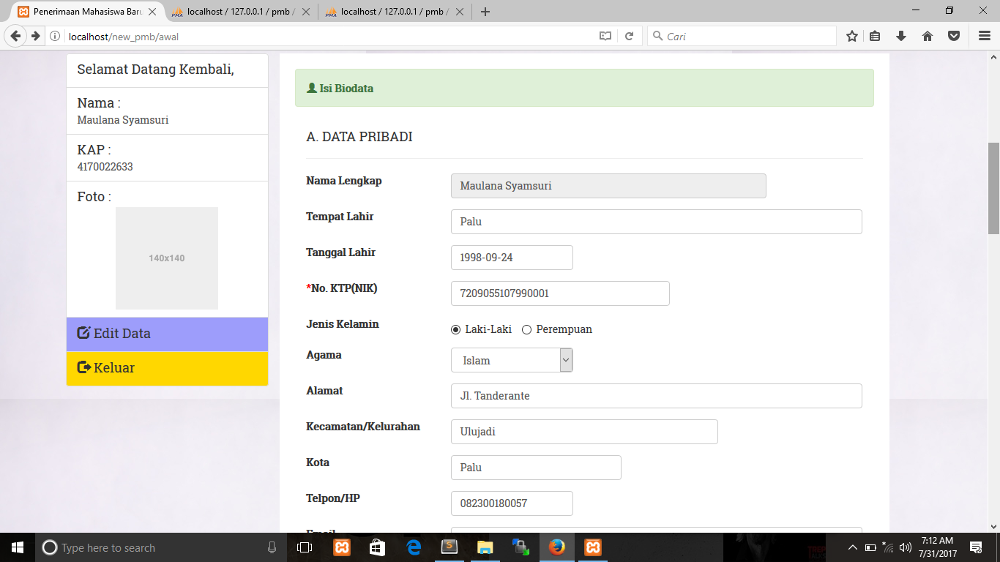 Penerimaan Mahasiswa Baru
localhost / 127.0.0.1 / pmb /
localhost / 127.0.0.1 / pmb /
localhost/new_pmb/awal
Cari
Selamat Datang Kembali,
Nama :
Maulana Syamsuri
KAP :
4170022633
Foto :
140x140
Edit Data
Keluar
Isi Biodata
A. DATA PRIBADI
Nama Lengkap
Maulana Syamsuri
Tempat Lahir
Palu
Tanggal Lahir
1998-09-24
*No. KTP(NIK)
7209055107990001
Jenis Kelamin
Laki-Laki Perempuan
Agama
Islam
Alamat
Jl. Tanderante
Kecamatan/Kelurahan
Ulujadi
Kota
Palu
Telpon/HP
082300180057
Type here to search
7:12 AM
7/31/2017